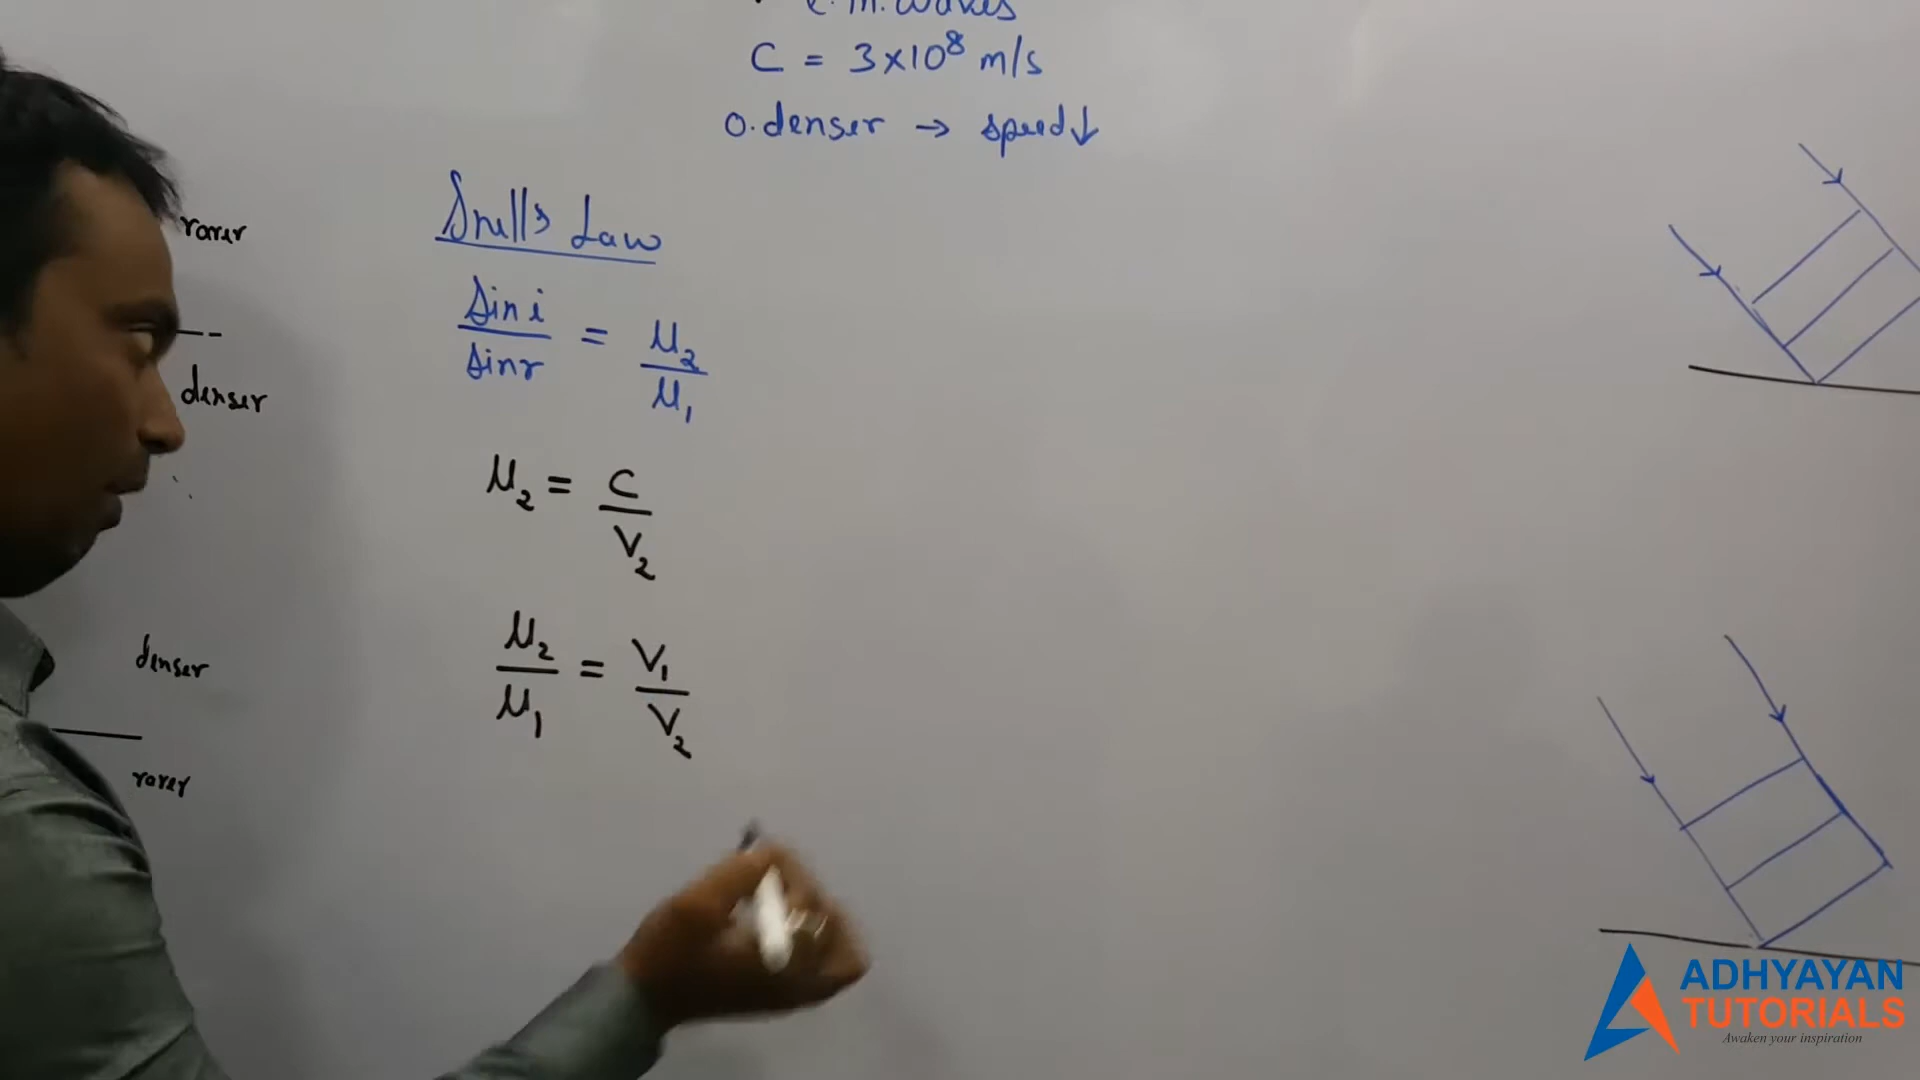 e.m. waves
C = 3×10⁸ m/s
O. denser → speed↓
Snell's Law
Sin i / sin r = μ₂ / μ₁
μ₂ = C / V₂
μ₂ / μ₁ = V₁ / V₂
rarer
denser
denser
rarer
ADHYAYAN
TUTORIALS
Awaken your inspiration